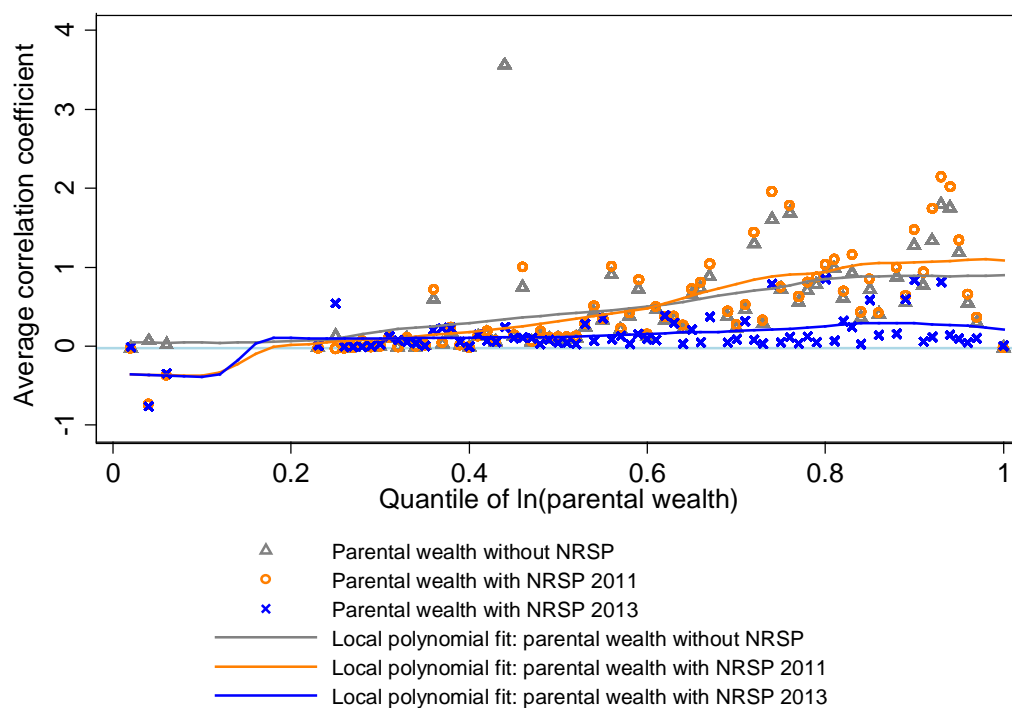 Average correlation coefficient
4
3
2
1
0
-1
0
0.2
0.4
0.6
0.8
1
Quantile of ln(parental wealth)
Parental wealth without NRSP
Parental wealth with NRSP 2011
Parental wealth with NRSP 2013
Local polynomial fit: parental wealth without NRSP
Local polynomial fit: parental wealth with NRSP 2011
Local polynomial fit: parental wealth with NRSP 2013